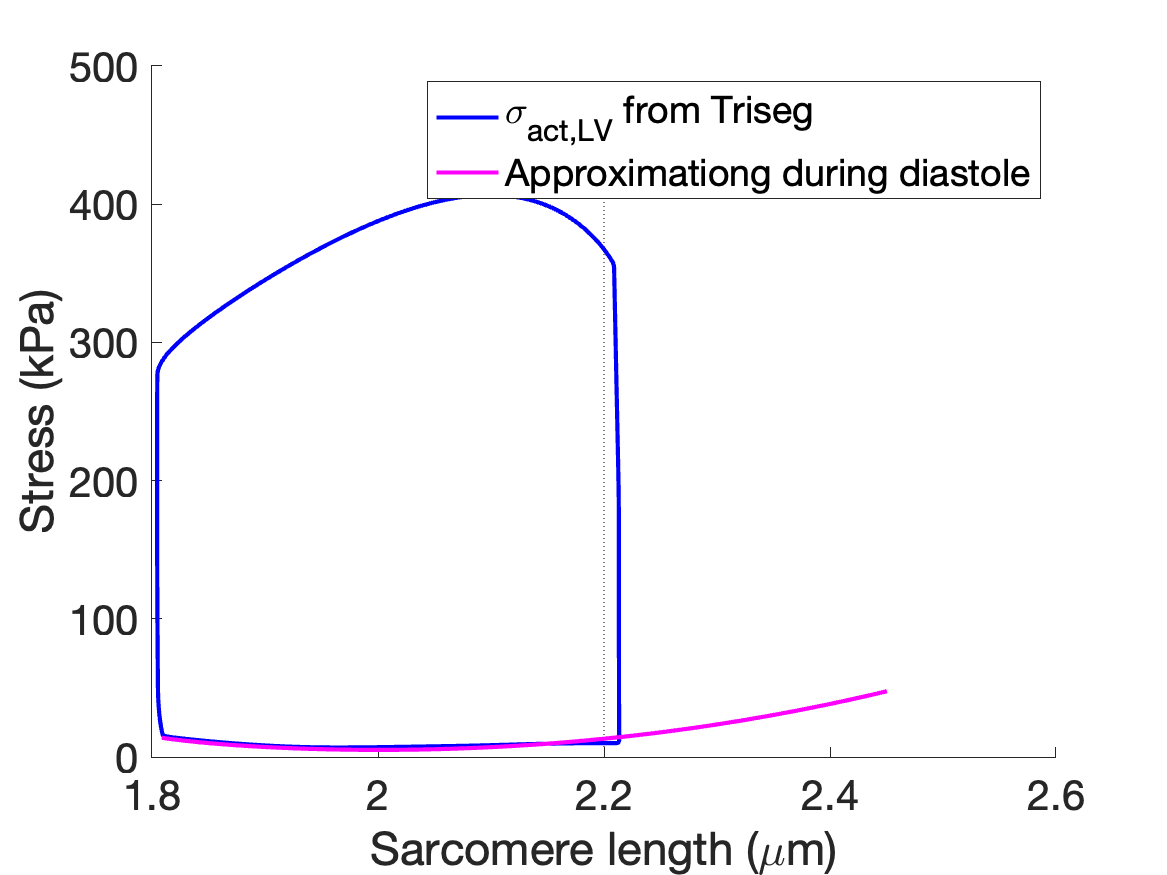 500
400
300
200
100
0
1.8 2 2.2 2.4 2.6
Stress (kPa)
Sarcomere length (μm)
σact,LV from Triseg
Approximationg during diastole